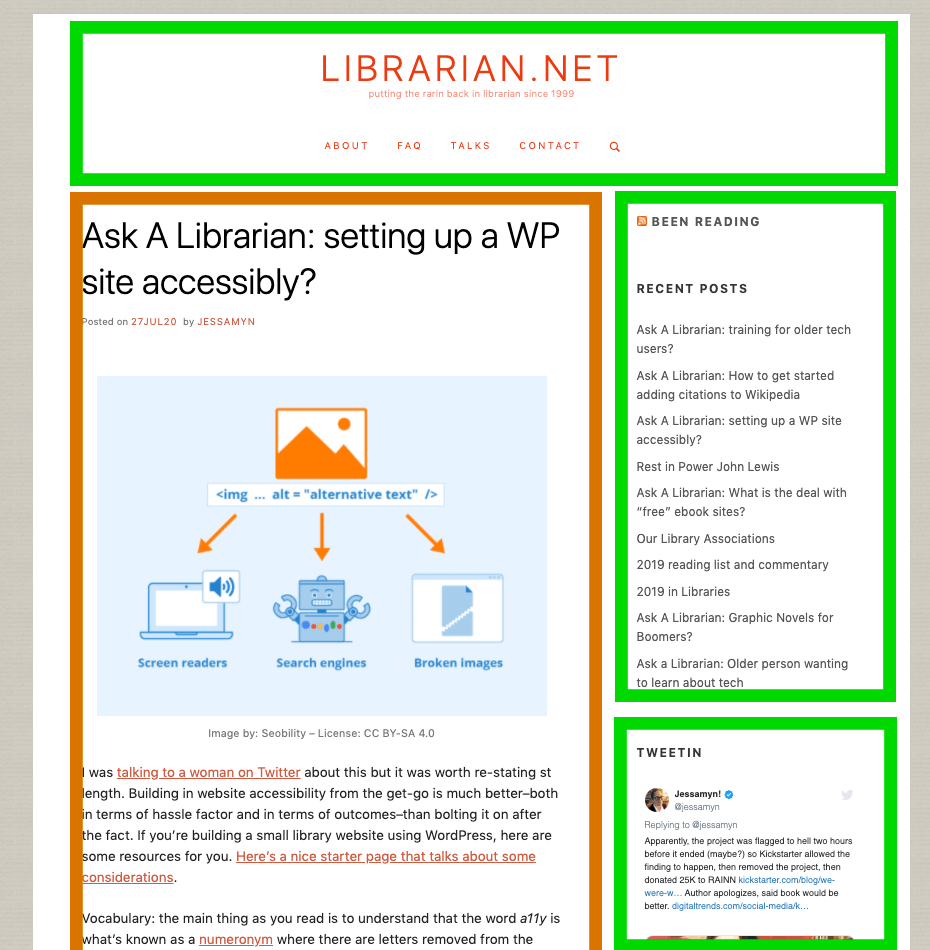 LIBRARIAN.NET
putting the rarin back in librarian since 1999
ABOUT FAQ TALKS CONTACT
Ask A Librarian: setting up a WP
site accessibly?
Posted on 27JUL20 by JESSAMYN
<img ... alt = "alternative text" />
Screen readers Search engines Broken images
Image by: Seobility – License: CC BY-SA 4.0
I was talking to a woman on Twitter about this but it was worth re-stating st
length. Building in website accessibility from the get-go is much better–both
in terms of hassle factor and in terms of outcomes–than bolting it on after
the fact. If you’re building a small library website using WordPress, here are
some resources for you. Here’s a nice starter page that talks about some
considerations.
Vocabulary: the main thing as you read is to understand that the word a11y is
what’s known as a numeronym where there are letters removed from the
BEEN READING
RECENT POSTS
Ask A Librarian: training for older tech
users?
Ask A Librarian: How to get started
adding citations to Wikipedia
Ask A Librarian: setting up a WP site
accessibly?
Rest in Power John Lewis
Ask A Librarian: What is the deal with
“free” ebook sites?
Our Library Associations
2019 reading list and commentary
2019 in Libraries
Ask A Librarian: Graphic Novels for
Boomers?
Ask a Librarian: Older person wanting
to learn about tech
TWEETIN
Jessamyn!
@jessamyn
Replying to @jessamyn
Apparently, the project was flagged to hell two hours
before it ended (maybe?) so Kickstarter allowed the
finding to happen, then removed the project, then
donated 25K to RAINN kickstarter.com/blog/we-
were-w… Author apologizes, said book would be
better. digitaltrends.com/social-media/k…